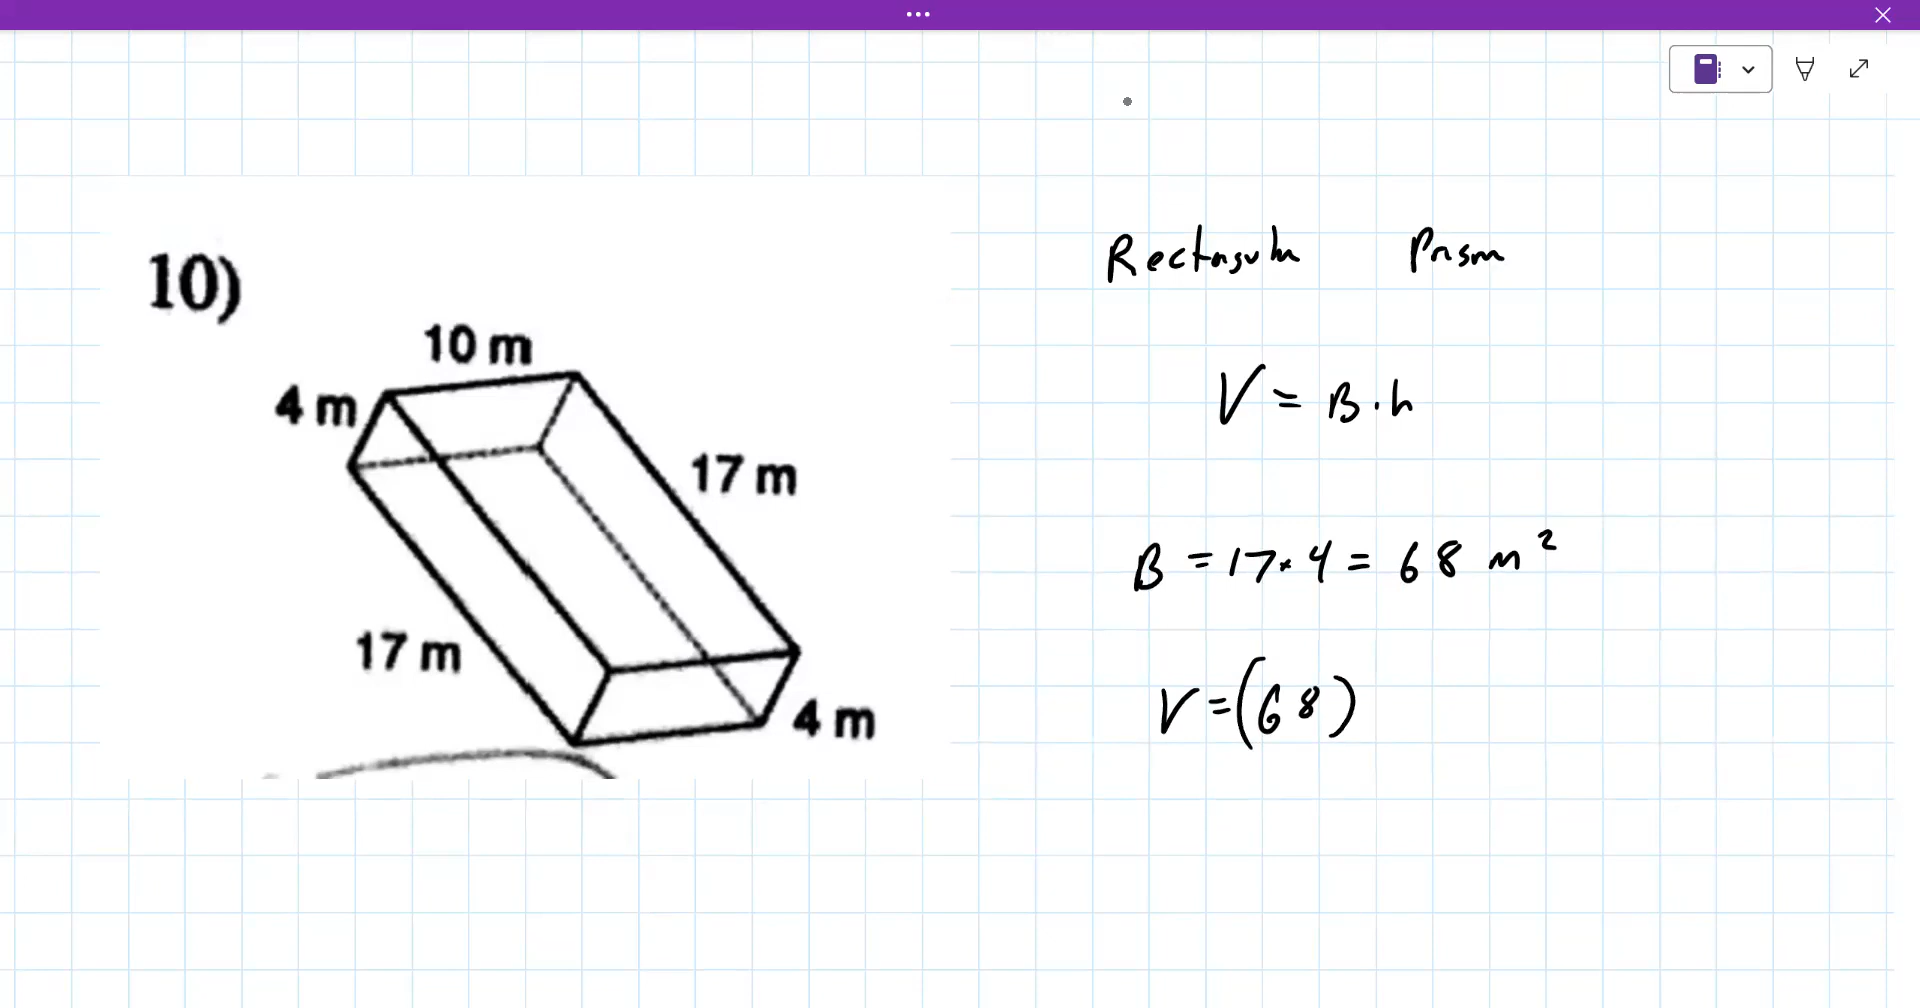 10)
10 m
4 m
17 m
17 m
4 m
Rectangular Prism
V = B · h
B = 17 · 4 = 68 m²
V = (68)